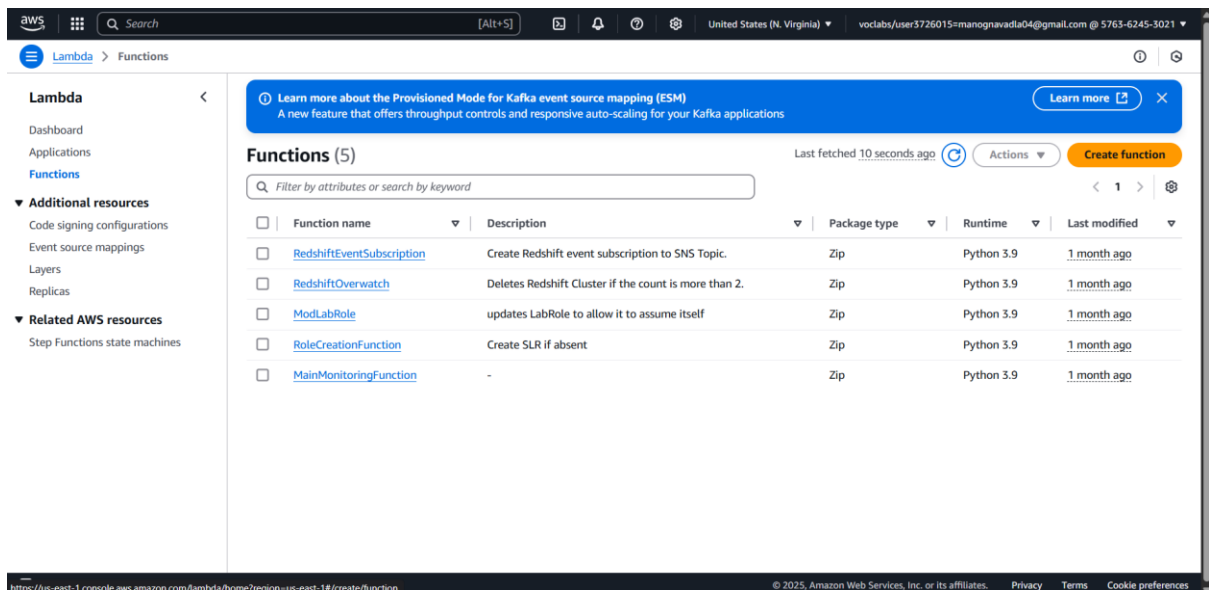 aws Search [Alt+S] United States (N. Virginia) ▼ voclabs/user3726015=manognavadla04@gmail.com @ 5763-6245-3021 ▼
Lambda > Functions
Lambda
Dashboard
Applications
Functions
▼ Additional resources
Code signing configurations
Event source mappings
Layers
Replicas
▼ Related AWS resources
Step Functions state machines
Learn more about the Provisioned Mode for Kafka event source mapping (ESM)
A new feature that offers throughput controls and responsive auto-scaling for your Kafka applications
Learn more
Functions (5) Last fetched 10 seconds ago Actions ▼ Create function
Filter by attributes or search by keyword < 1 >
Function name Description Package type Runtime Last modified
RedshiftEventSubscription Create Redshift event subscription to SNS Topic. Zip Python 3.9 1 month ago
RedshiftOverwatch Deletes Redshift Cluster if the count is more than 2. Zip Python 3.9 1 month ago
ModLabRole updates LabRole to allow it to assume itself Zip Python 3.9 1 month ago
RoleCreationFunction Create SLR if absent Zip Python 3.9 1 month ago
MainMonitoringFunction - Zip Python 3.9 1 month ago
https://us-east-1.console.aws.amazon.com/lambda/home?region=us-east-1#/create/function © 2025, Amazon Web Services, Inc. or its affiliates. Privacy Terms Cookie preferences